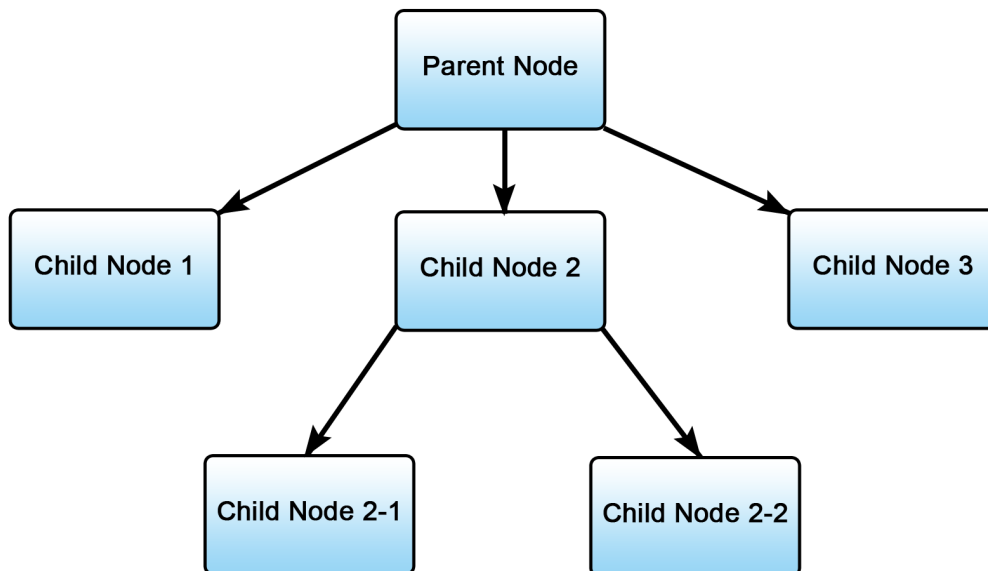 Parent Node
Child Node 1
Child Node 2
Child Node 3
Child Node 2-1
Child Node 2-2